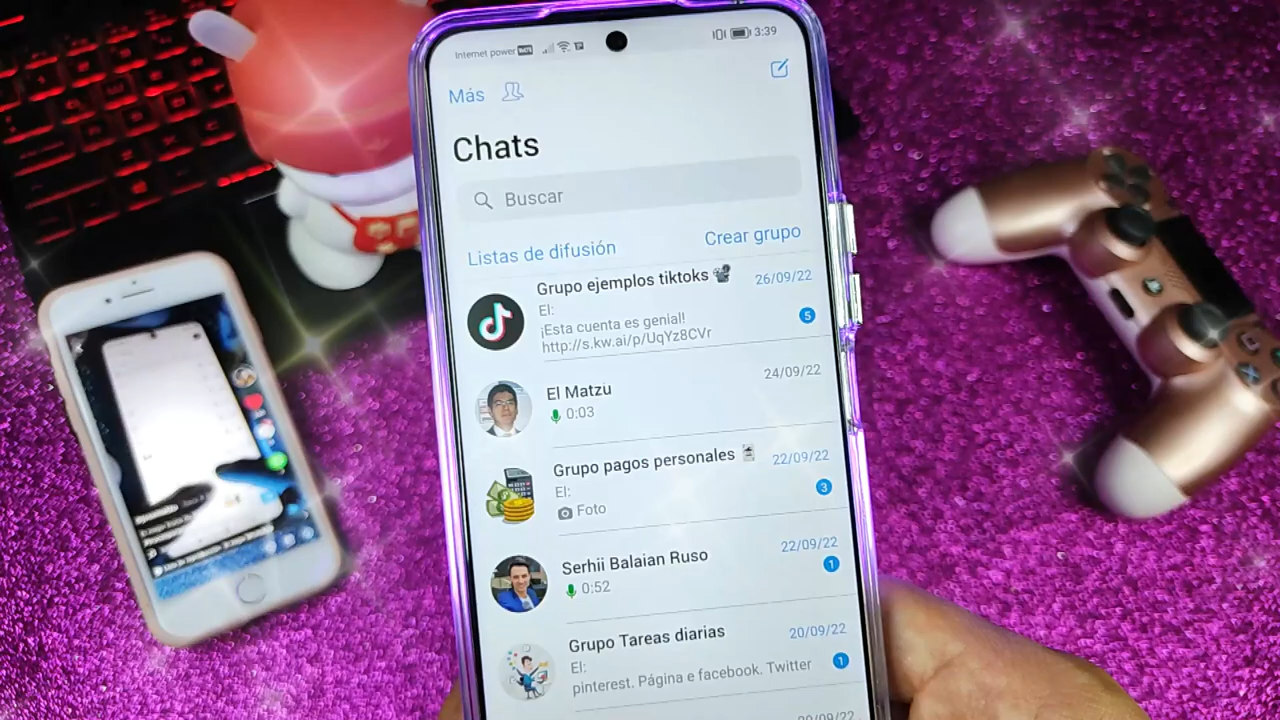 Internet power
3:39
Más
Chats
Buscar
Listas de difusión
Crear grupo
Grupo ejemplos tiktoks
26/09/22
El:
¡Esta cuenta es genial!
http://s.kw.ai/p/UqYz8CVr
5
El Matzu
24/09/22
0:03
Grupo pagos personales
22/09/22
El:
Foto
3
Serhii Balaian Ruso
22/09/22
0:52
1
Grupo Tareas diarias
20/09/22
El:
pinterest. Página e facebook. Twitter
1
20/09/22